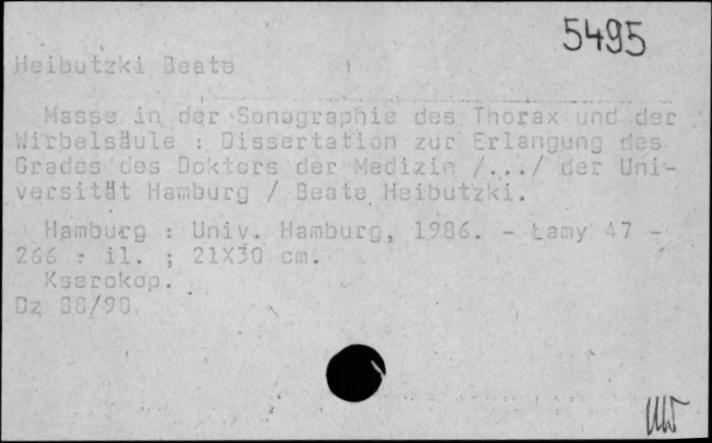 5495
Heibutzki Beate
Masse in der Sonographie des Thorax und der
Wirbelsäule : Dissertation zur Erlangung des
Grades des Doktors der Medizin /.../ der Uni-
versität Hamburg / Beate Heibutzki.
Hamburg : Univ. Hamburg, 1986. - Łamy 47 -
266 : il. ; 21X30 cm.
Kserokop.
Dz 88/90